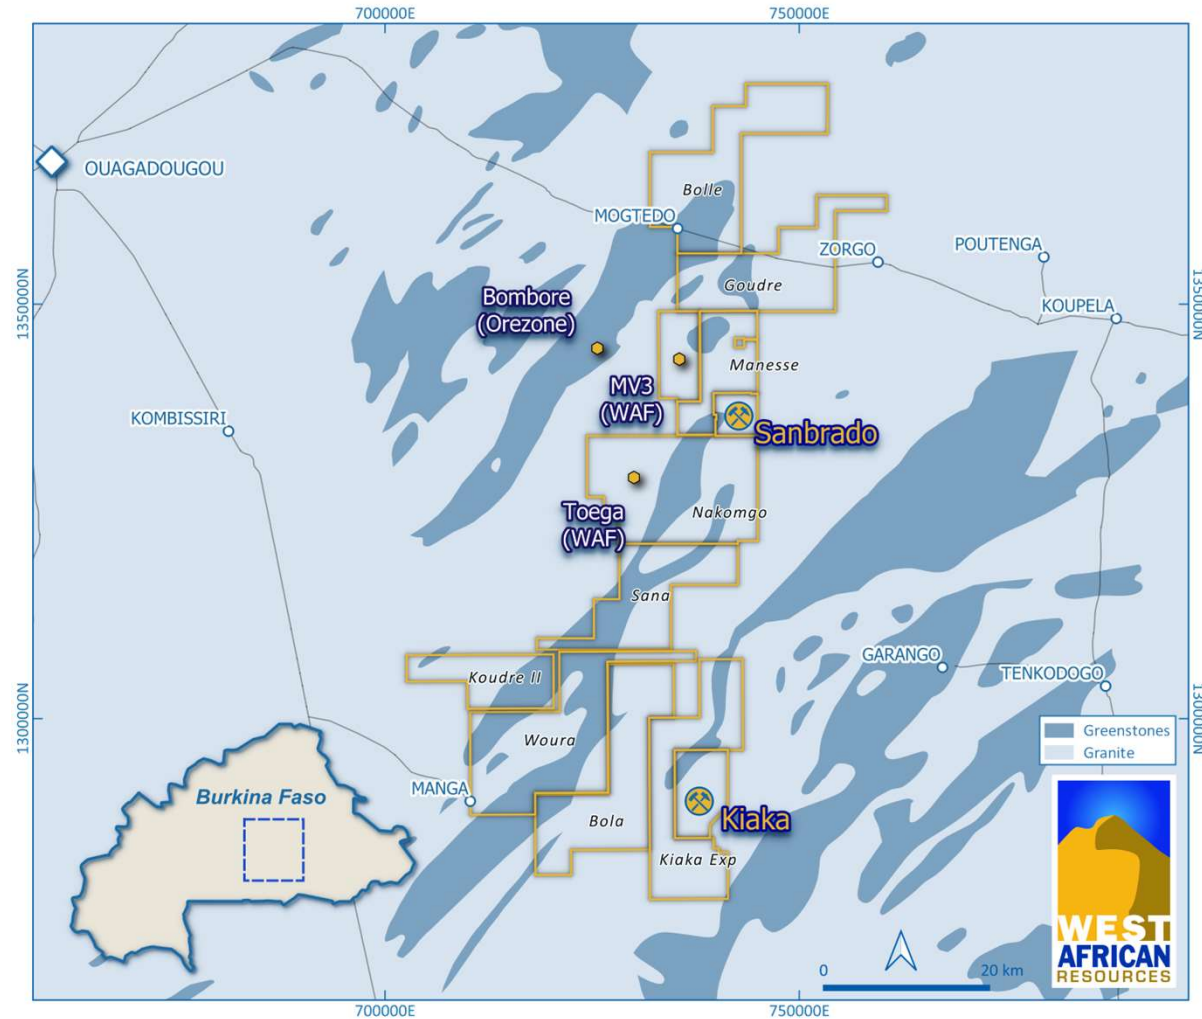 700000E
750000E
OUAGADOUGOU
Bolle
MOGTEDO
ZORGO
POUTENGA
Goudre
KOUPELA
1350000N
1350000N
Bombore
(Orezone)
MV3
(WAF)
Manesse
KOMBISSIRI
Sanbrado
Toega
(WAF)
Nakomgo
Sana
GARANGO
TENKODOGO
Koudre II
1300000N
1300000N
Woura
Greenstones
Granite
MANGA
Burkina Faso
Bola
Kiaka
Kiaka Exp
WEST
AFRICAN
RESOURCES
0
20 km
700000E
750000E